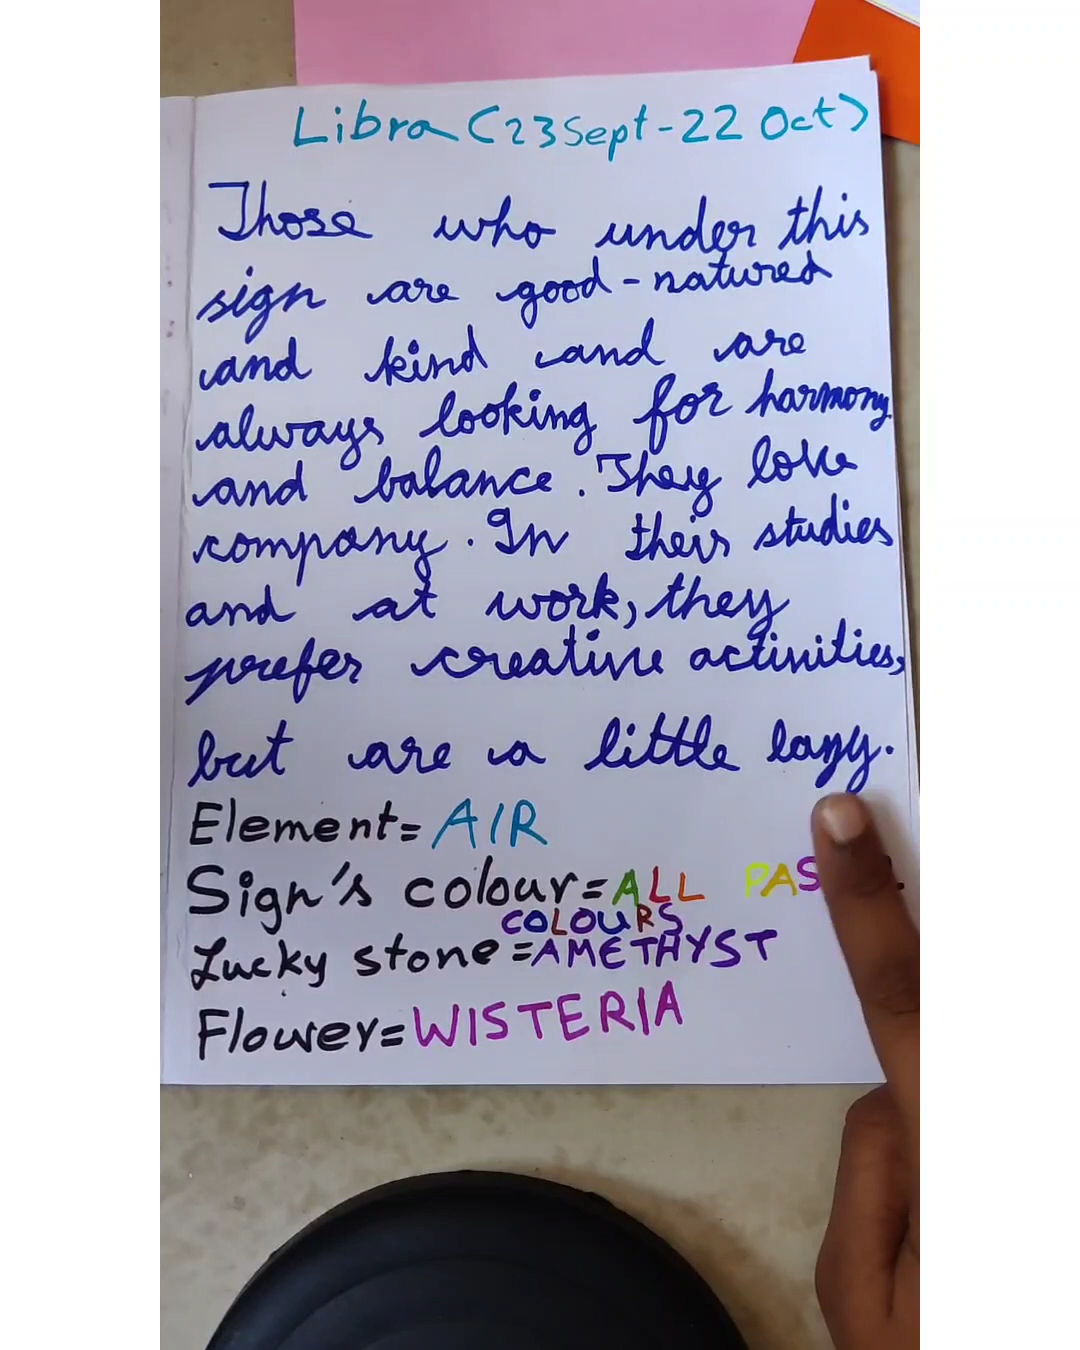 Libra (23 Sept - 22 Oct)
Those who under this
sign are good-natured
and kind and are
always looking for harmony
and balance. They love
company. In their studies
and at work, they
prefer creative activities,
but are a little lazy.
Element = AIR
Sign's colour = ALL PAS
COLOURS
Lucky stone = AMETHYST
Flower = WISTERIA